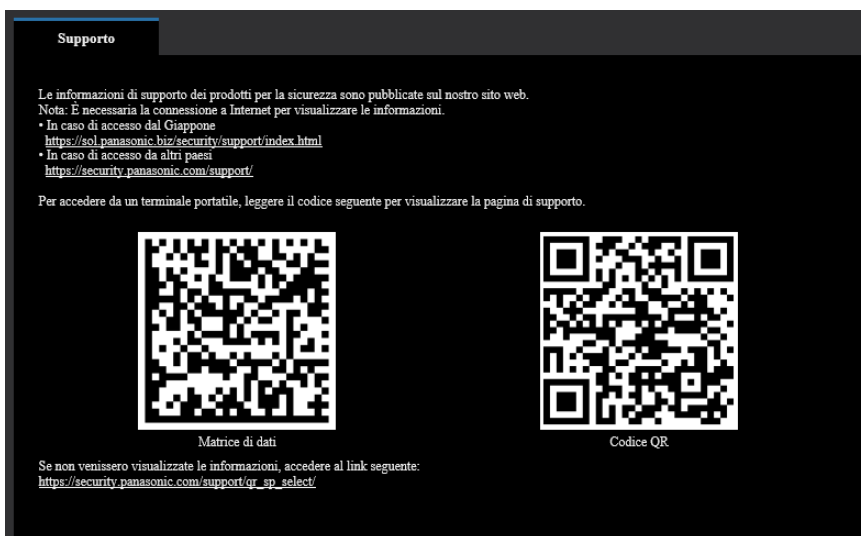 Supporto
Le informazioni di supporto dei prodotti per la sicurezza sono pubblicate sul nostro sito web.
Nota: È necessaria la connessione a Internet per visualizzare le informazioni.
• In caso di accesso dal Giappone
https://sol.panasonic.biz/security/support/index.html
• In caso di accesso da altri paesi
https://security.panasonic.com/support/
Per accedere da un terminale portatile, leggere il codice seguente per visualizzare la pagina di supporto.
Matrice di dati
Codice QR
Se non venissero visualizzate le informazioni, accedere al link seguente:
https://security.panasonic.com/support/qr_sp_select/